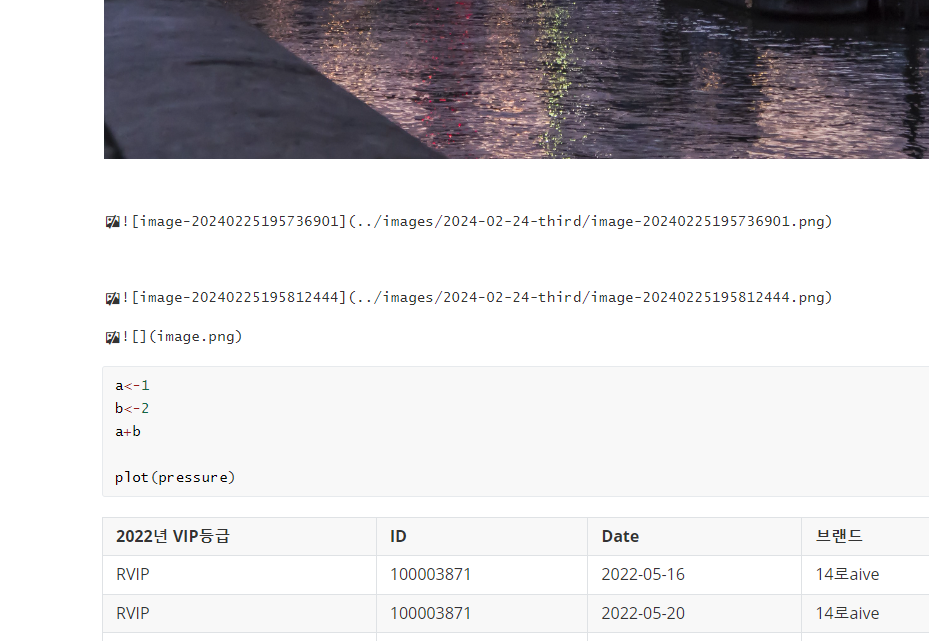 ![image-20240225195736901](../images/2024-02-24-third/image-20240225195736901.png)
![image-20240225195812444](../images/2024-02-24-third/image-20240225195812444.png)
![](image.png)
a<-1
b<-2
a+b
plot(pressure)
2022년 VIP등급 ID Date 브랜드
RVIP 100003871 2022-05-16 14로aive
RVIP 100003871 2022-05-20 14로aive